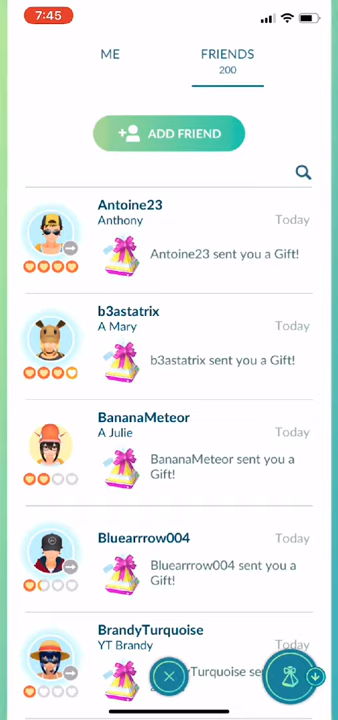 7:45
ME
FRIENDS
200
ADD FRIEND
Antoine23
Anthony
Today
Antoine23 sent you a Gift!
b3astatrix
A Mary
Today
b3astatrix sent you a Gift!
BananaMeteor
A Julie
Today
BananaMeteor sent you a
Gift!
Bluearrrow004
Today
Bluearrrow004 sent you a
Gift!
BrandyTurquoise
YT Brandy
Today